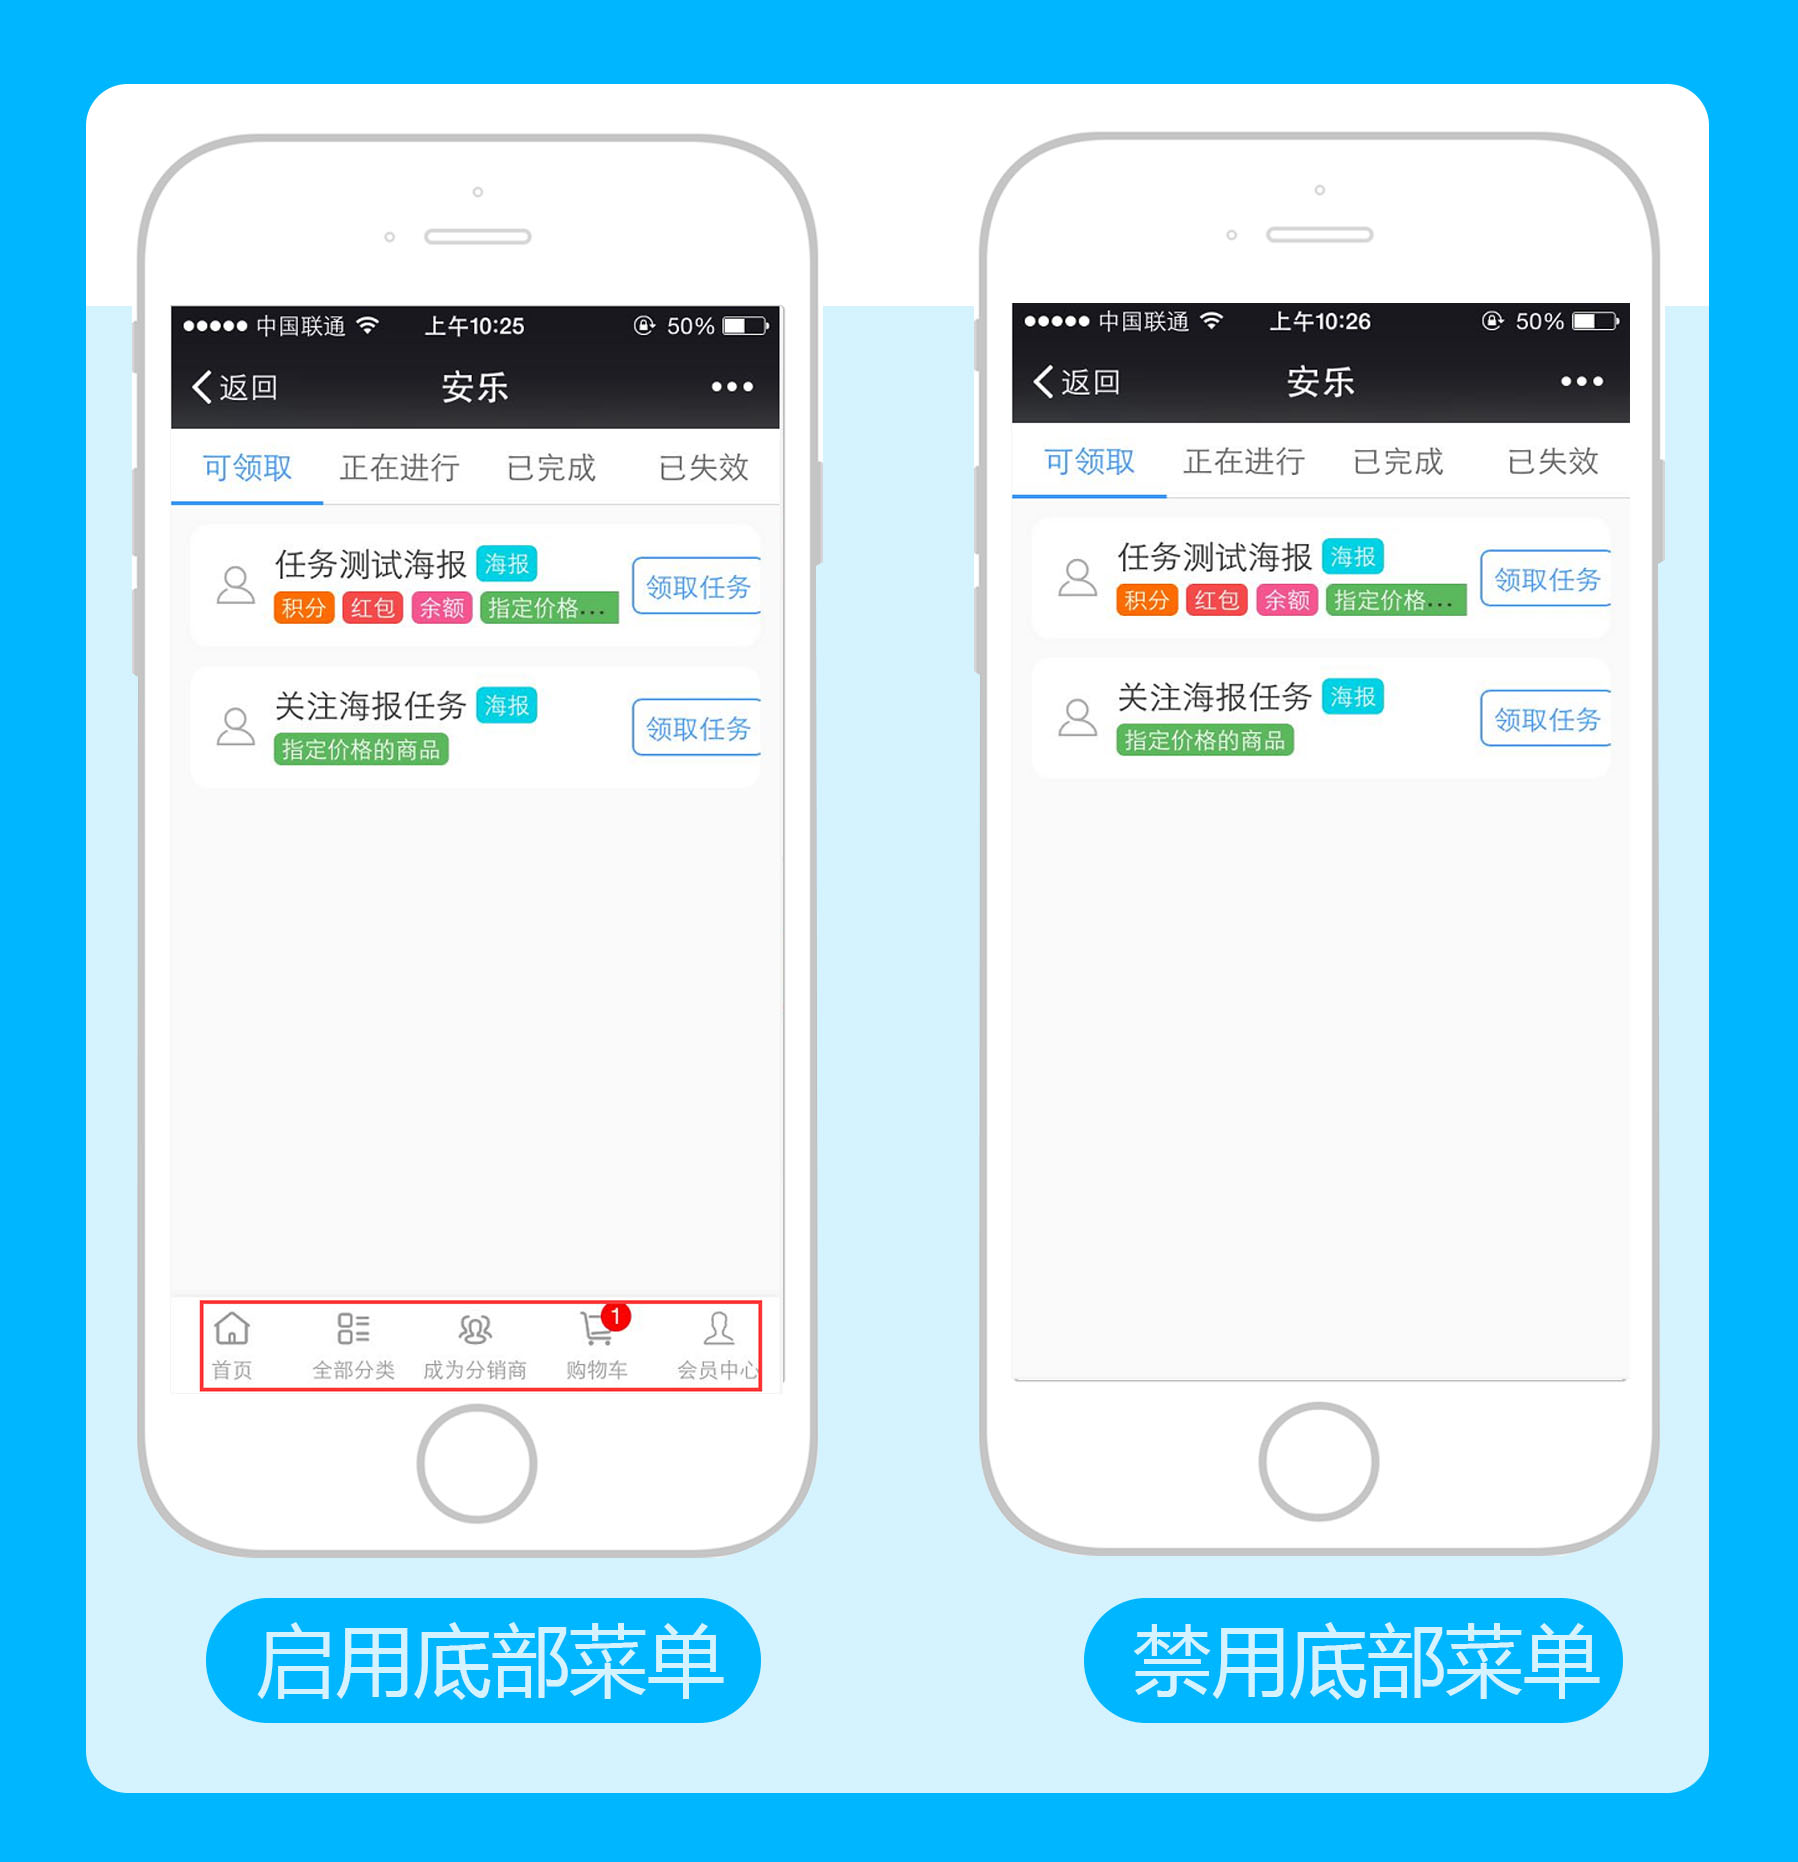 中国联通 上午10:25 50%
返回 安乐
可领取 正在进行 已完成 已失效
任务测试海报 海报
积分 红包 余额 指定价格... 领取任务
关注海报任务 海报
指定价格的商品 领取任务
1
首页 全部分类 成为分销商 购物车 会员中心
启用底部菜单
中国联通 上午10:26 50%
返回 安乐
可领取 正在进行 已完成 已失效
任务测试海报 海报
积分 红包 余额 指定价格... 领取任务
关注海报任务 海报
指定价格的商品 领取任务
禁用底部菜单